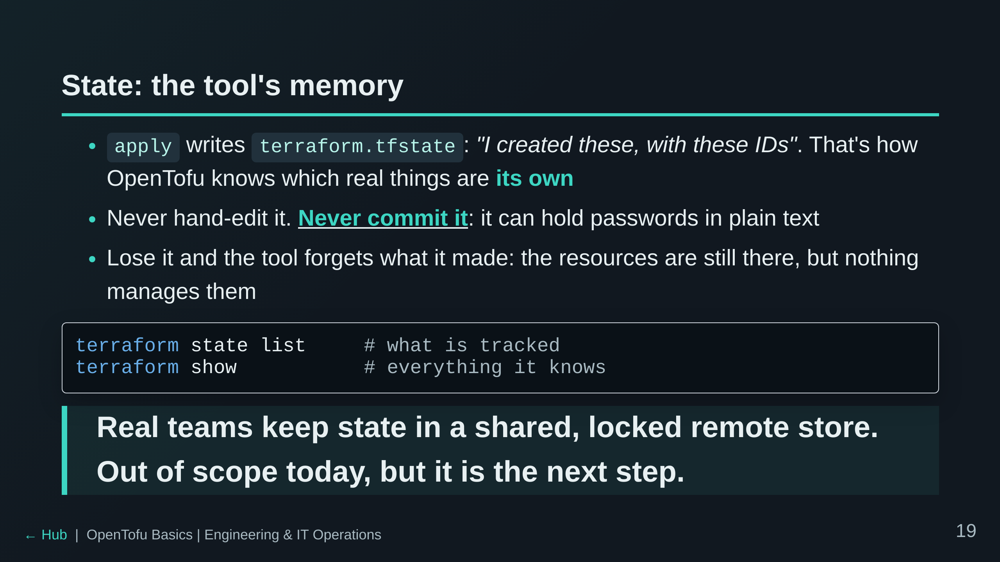 State: the tool's memory
• apply writes terraform.tfstate: "I created these, with these IDs". That's how
OpenTofu knows which real things are its own
• Never hand-edit it. Never commit it: it can hold passwords in plain text
• Lose it and the tool forgets what it made: the resources are still there, but nothing
manages them
terraform state list     # what is tracked
terraform show           # everything it knows
Real teams keep state in a shared, locked remote store.
Out of scope today, but it is the next step.
← Hub | OpenTofu Basics | Engineering & IT Operations
19